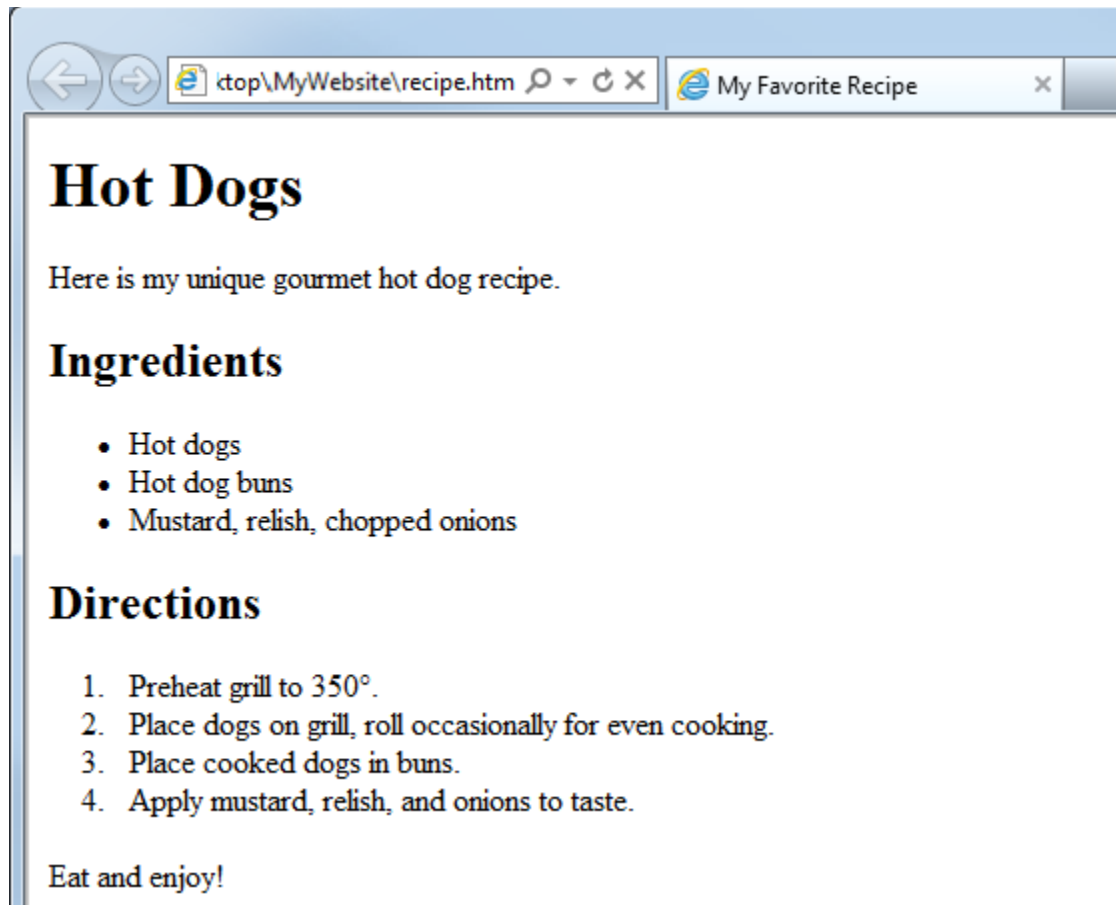 ktop\MyWebsite\recipe.htm
My Favorite Recipe
Hot Dogs
Here is my unique gourmet hot dog recipe.
Ingredients
• Hot dogs
• Hot dog buns
• Mustard, relish, chopped onions
Directions
1. Preheat grill to 350°.
2. Place dogs on grill, roll occasionally for even cooking.
3. Place cooked dogs in buns.
4. Apply mustard, relish, and onions to taste.
Eat and enjoy!